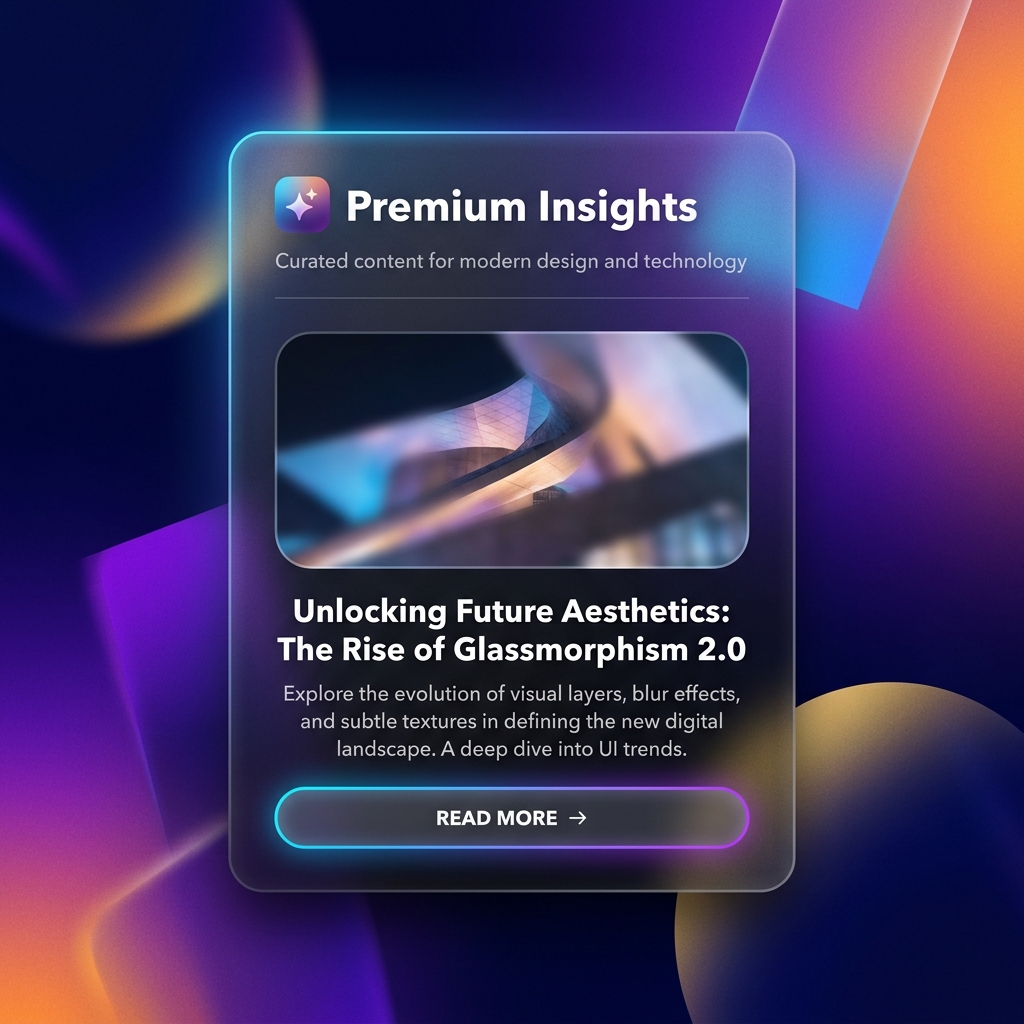 Premium Insights
Curated content for modern design and technology
Unlocking Future Aesthetics:
The Rise of Glassmorphism 2.0
Explore the evolution of visual layers, blur effects,
and subtle textures in defining the new digital
landscape. A deep dive into UI trends.
READ MORE →